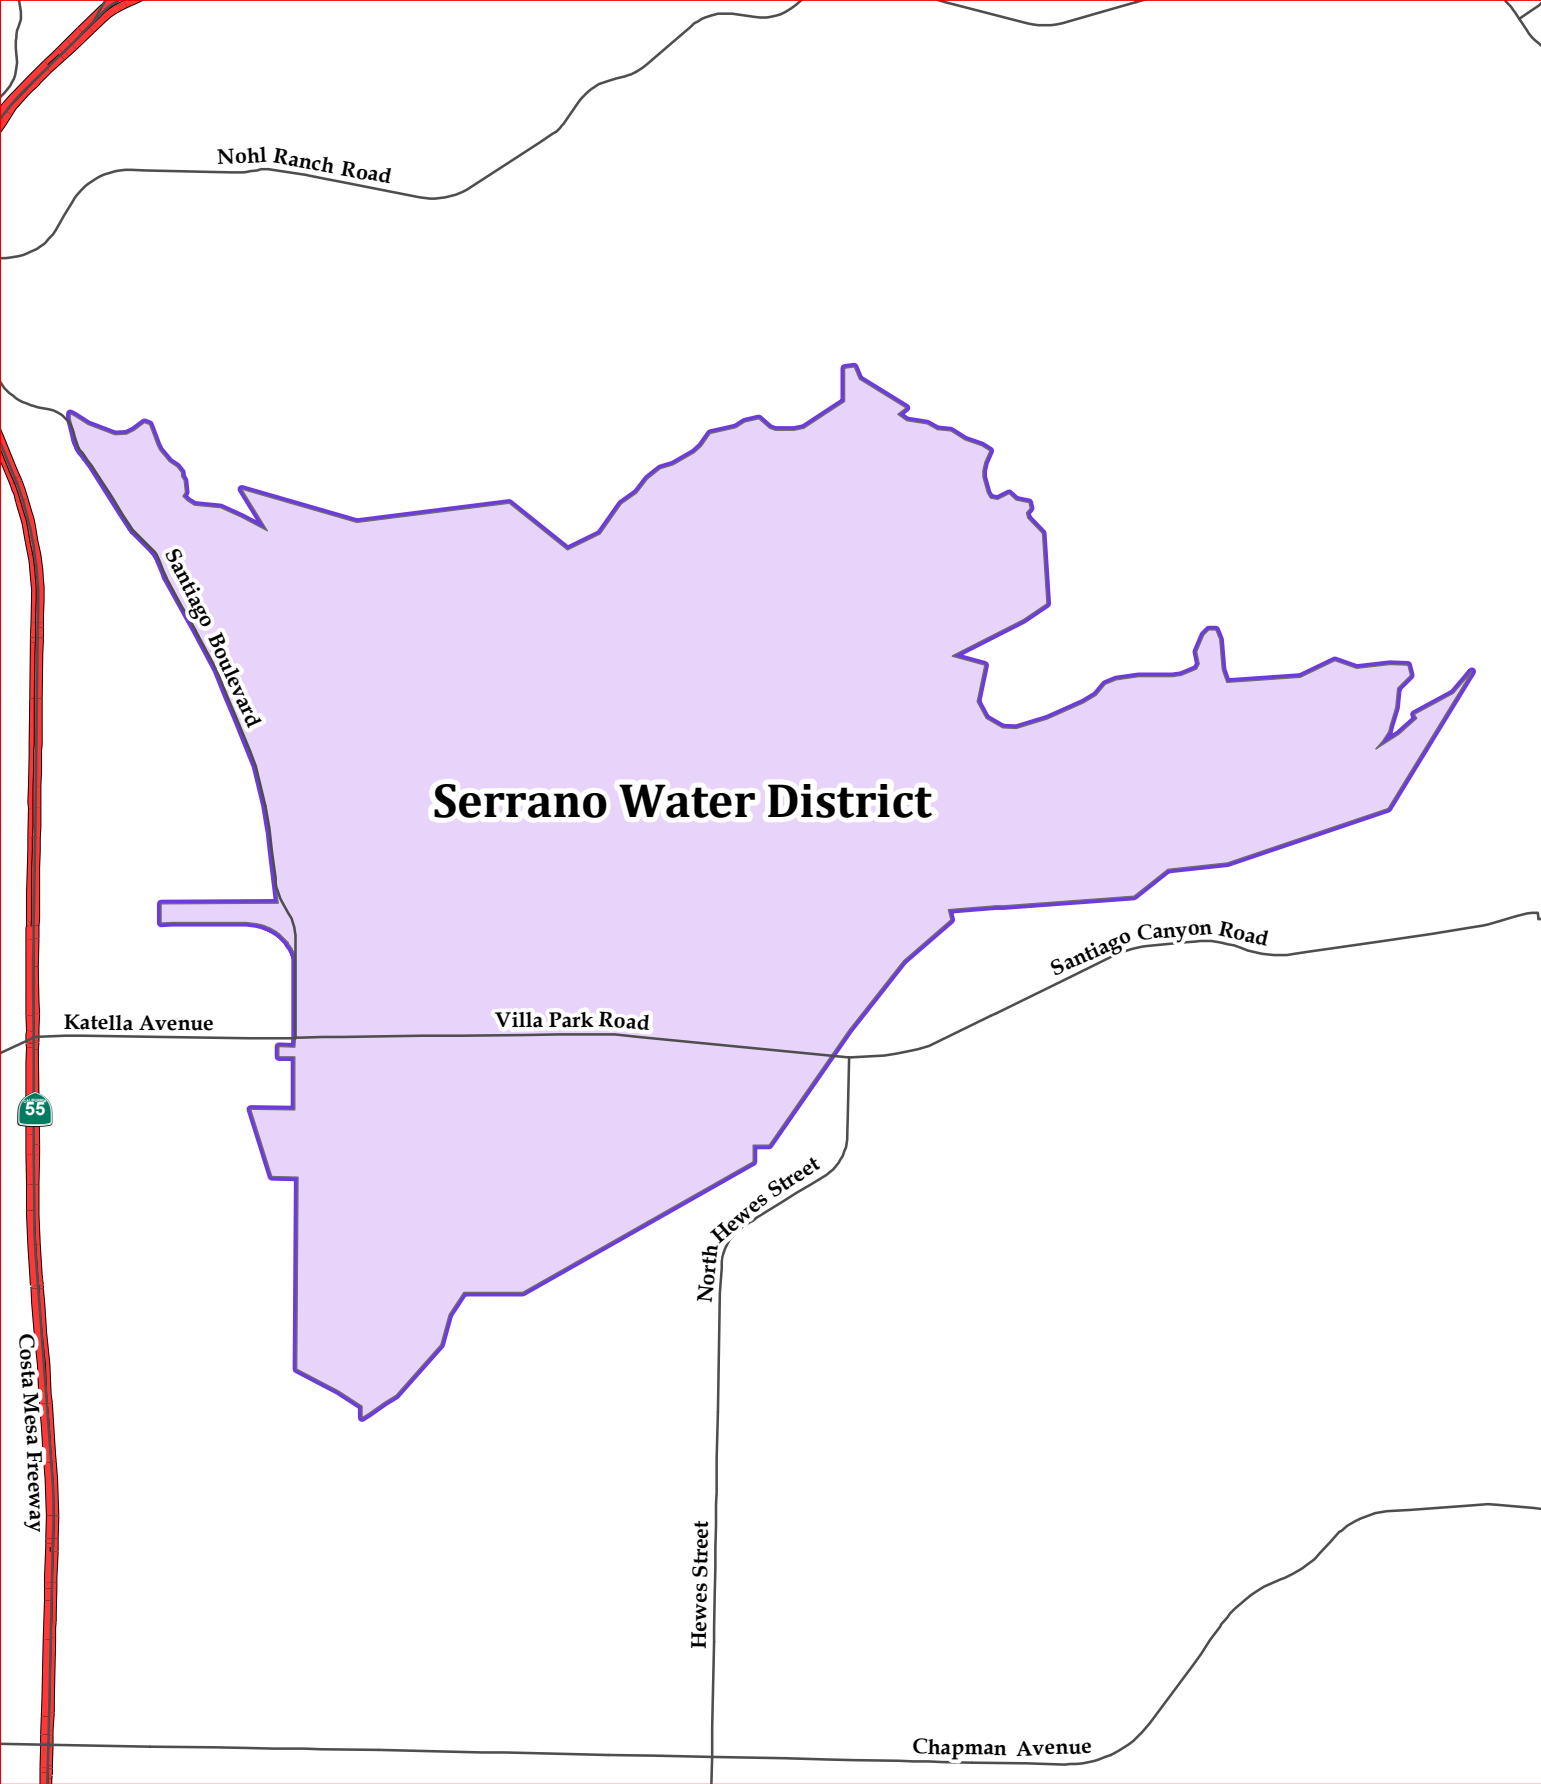 Nohl Ranch Road
Santiago Boulevard
Serrano Water District
Santiago Canyon Road
Katella Avenue
Villa Park Road
CALIFORNIA
55
North Hewes Street
Costa Mesa Freeway
Hewes Street
Chapman Avenue